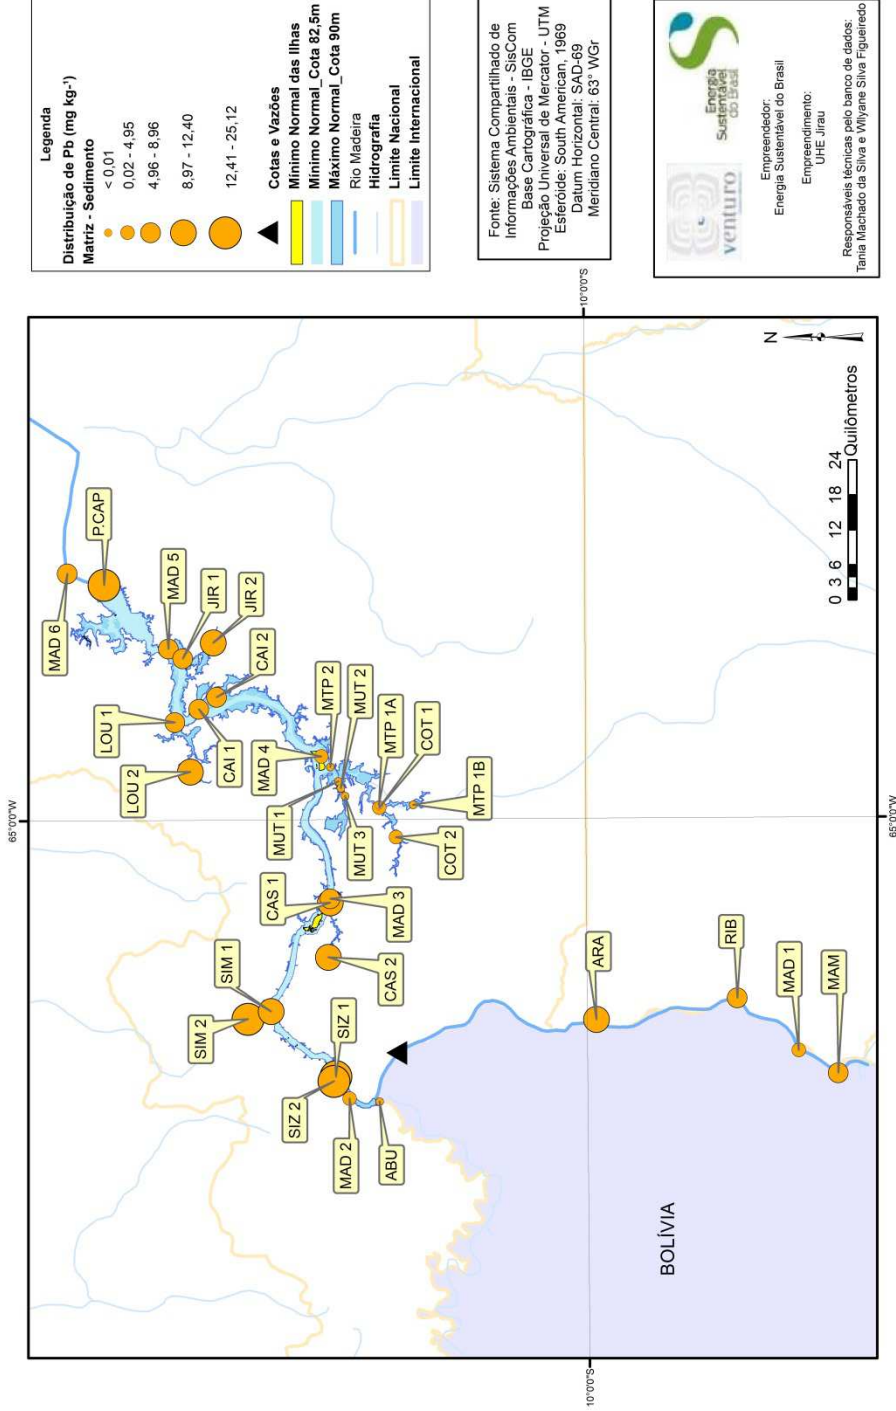 Legenda
Distribuição de Pb (mg kg-¹)
Matriz - Sedimento
< 0,01
0,02 - 4,95
4,96 - 8,96
8,97 - 12,40
12,41 - 25,12
Cotas e Vazões
Mínimo Normal das Ilhas
Mínimo Normal_Cota 82,5m
Máximo Normal_Cota 90m
Rio Madeira
Hidrografia
Limite Nacional
Limite Internacional
Fonte: Sistema Compartilhado de
Informações Ambientais - SisCom
Base Cartográfica - IBGE
Projeção Universal de Mercator - UTM
Esferóide: South American, 1969
Datum Horizontal: SAD-69
Meridiano Central: 63° WGr
venturo
Energia
Sustentável
do Brasil
Empreendedor:
Energia Sustentável do Brasil
Empreendimento:
UHE Jirau
Responsáveis técnicas pelo banco de dados:
Tania Machado da Silva e Wlyane Silva Figueiredo
65°0'0"W
MAD 6
P.CAP
LOU 1
MAD 5
JIR 1
JIR 2
LOU 2
CAI 1
CAI 2
MAD 4
MTP 2
MUT 1
MUT 2
MUT 3
MTP 1A
COT 1
MTP 1B
COT 2
CAS 1
MAD 3
CAS 2
SIM 1
SIM 2
SIZ 1
SIZ 2
MAD 2
ABU
ARA
RIB
MAD 1
MAM
BOLÍVIA
N
0 3 6 12 18 24
Quilômetros
10°0'0"S
10°0'0"S
65°0'0"W